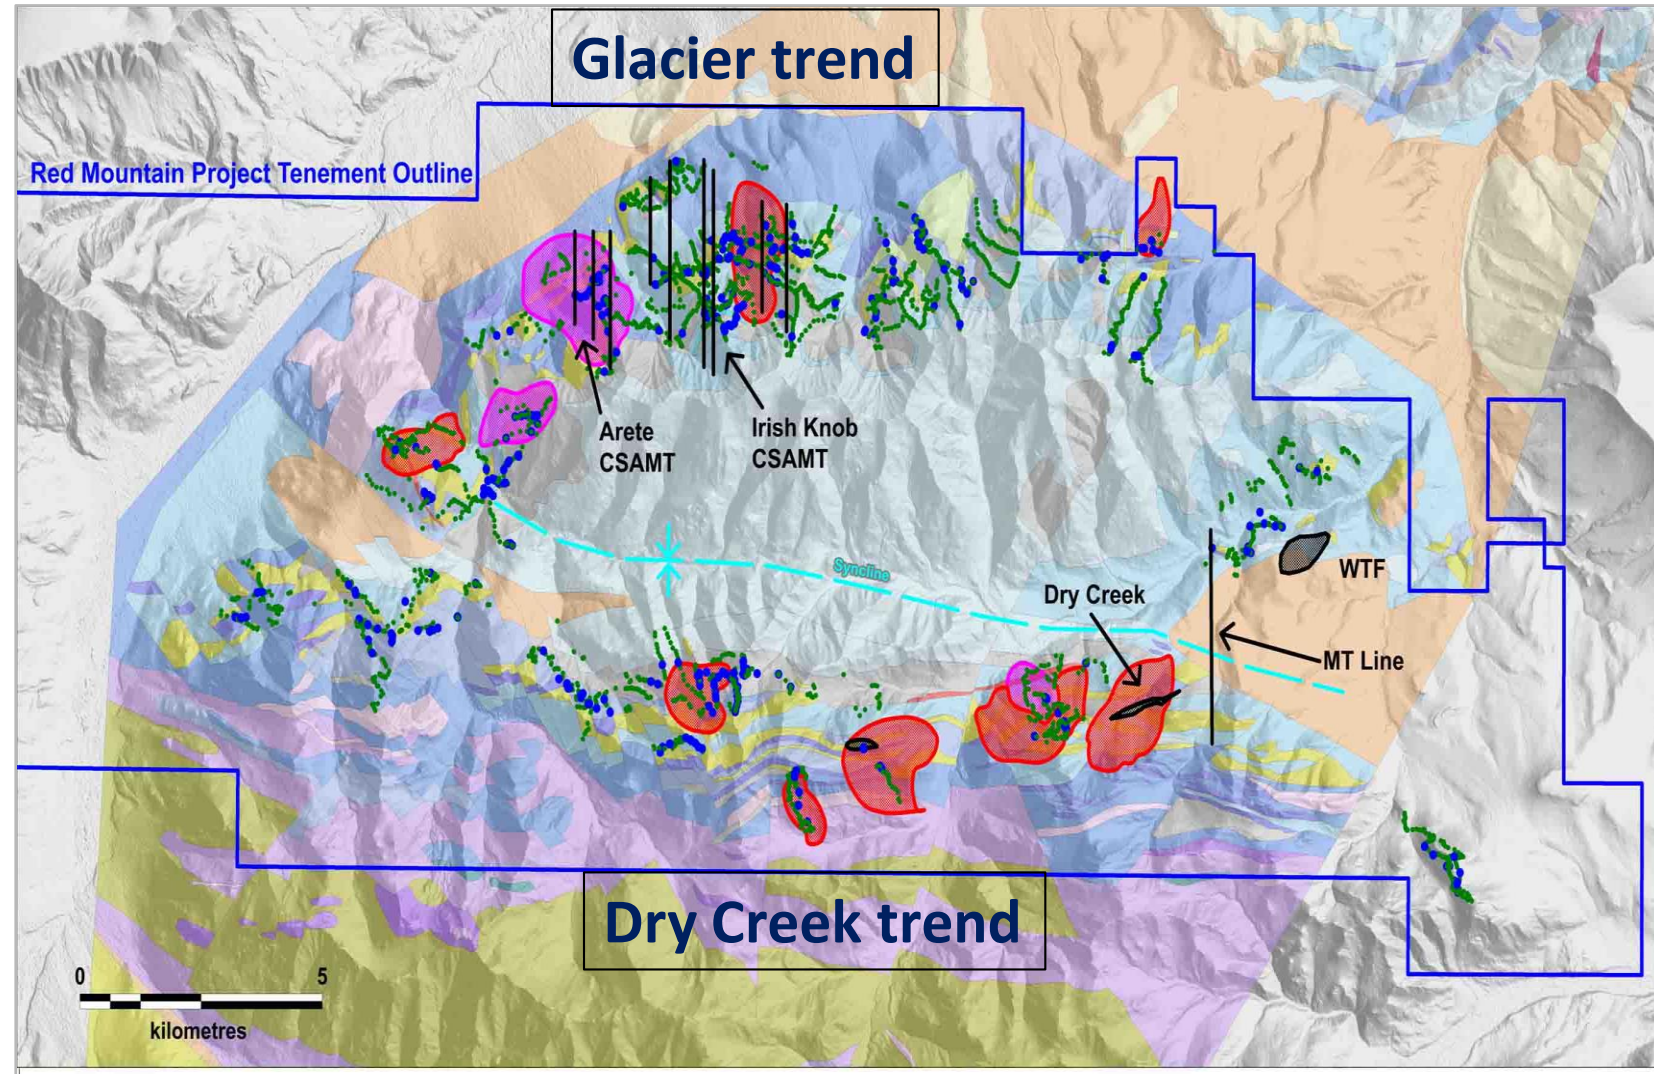 Glacier trend
Red Mountain Project Tenement Outline
Arete
CSAMT
Irish Knob
CSAMT
Syncline
WTF
Dry Creek
MT Line
Dry Creek trend
0 5
kilometres